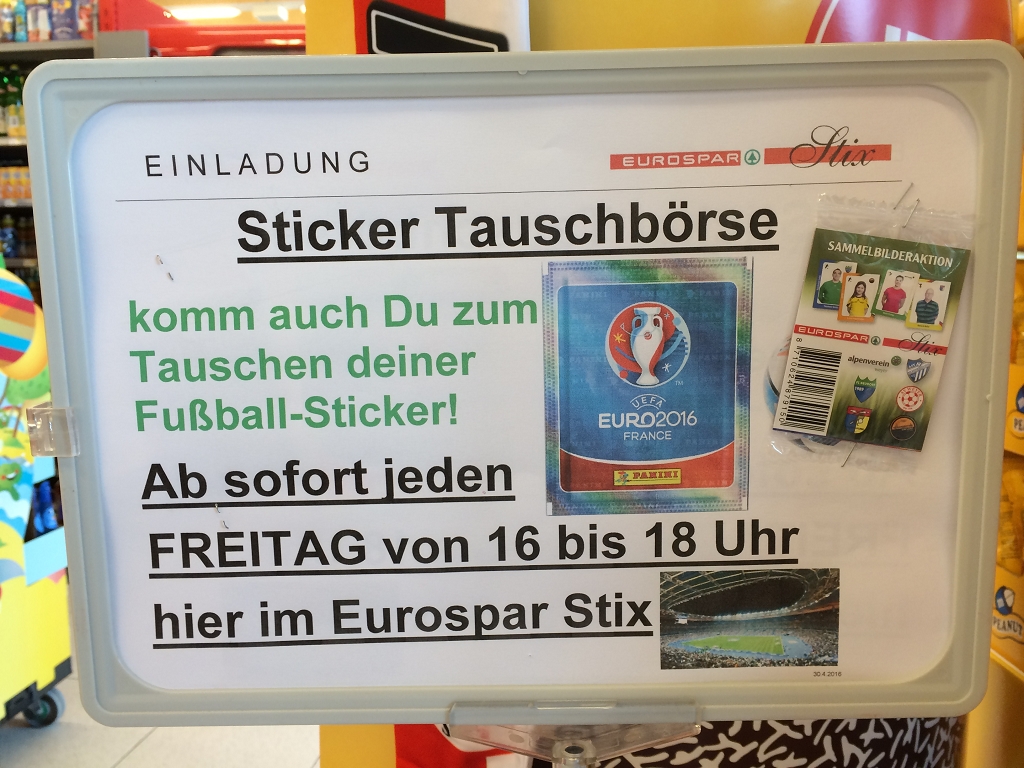 EINLADUNG
EUROSPAR Stix
Sticker Tauschbörse
komm auch Du zum
Tauschen deiner
Fußball-Sticker!
Ab sofort jeden
FREITAG von 16 bis 18 Uhr
hier im Eurospar Stix
UEFA
EURO2016
FRANCE
PANINI
SAMMELBILDERAKTION
EUROSPAR Stix
alpenverein
30.4.2016
PEANUT